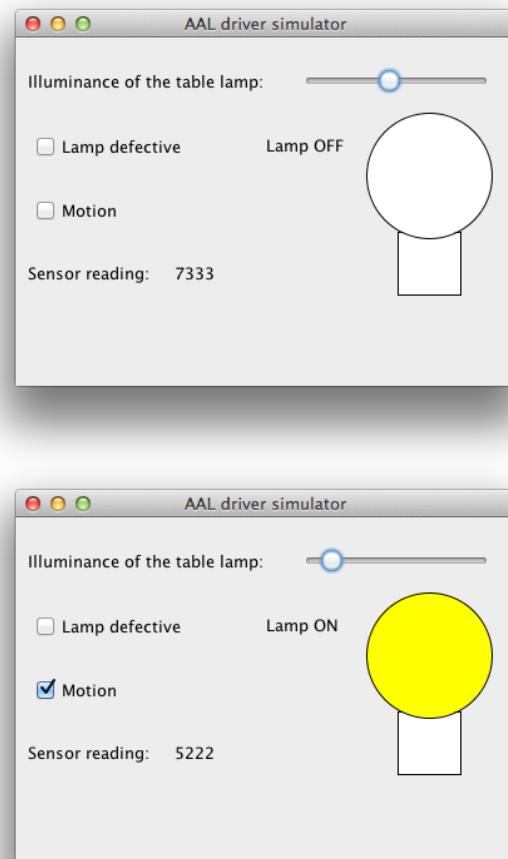 AAL driver simulator
Illuminance of the table lamp:
Lamp defective Lamp OFF
Motion
Sensor reading: 7333
AAL driver simulator
Illuminance of the table lamp:
Lamp defective Lamp ON
Motion
Sensor reading: 5222